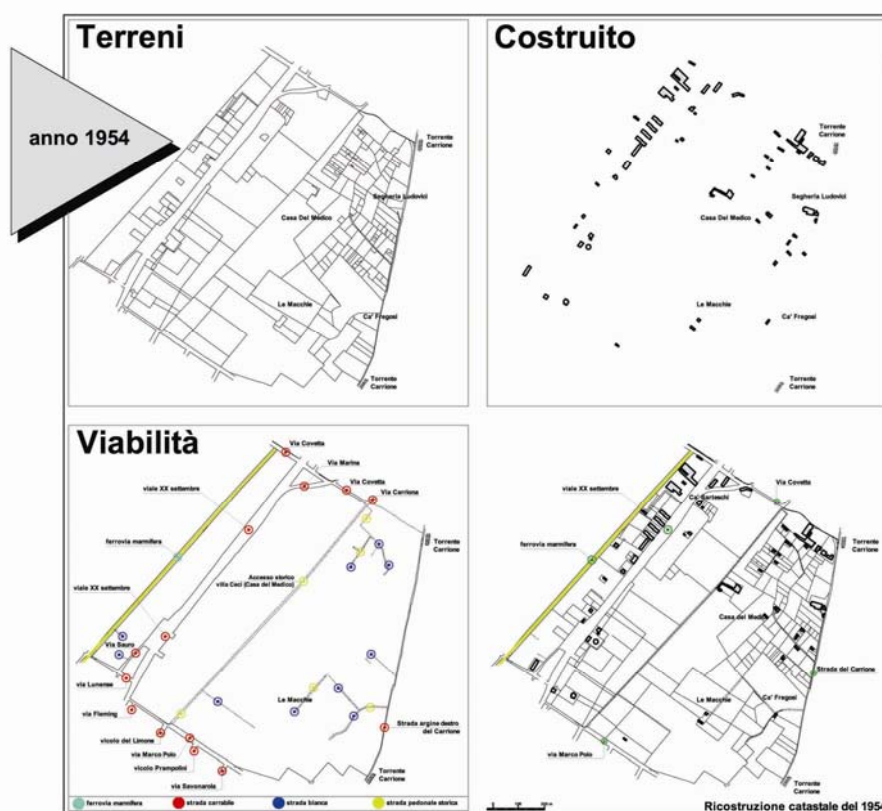 Terreni
Costruito
anno 1954
Torrente
Carrione
Segheria Ludovici
Casa Del Medico
Le Macchie
Ca' Fregosi
Torrente
Carrione
Torrente
Carrione
Segheria Ludovici
Casa Del Medico
Le Macchie
Ca' Fregosi
Torrente
Carrione
Viabilità
Via Covetta
Via Marina
Via Covetta
Via Carriona
viale XX settembre
ferrovia marmifera
Torrente
Carrione
Accesso storico
villa Ceci (Casa del Medico)
viale XX settembre
Via Sauro
via Lunense
Le Macchie
via Fleming
vicolo del Limone
via Marco Polo
vicolo Prampolini
via Savonarola
Strada argine destro
del Carrione
Torrente
Carrione
ferrovia marmifera
strada carrabile
strada bianca
strada pedonale storica
Via Covetta
viale XX settembre
Ca' Barteschi
ferrovia marmifera
Torrente
Carrione
Casa del Medico
Strada del Carrione
Le Macchie
Ca' Fregosi
via Marco Polo
Torrente
Carrione
Ricostruzione catastale del 1954